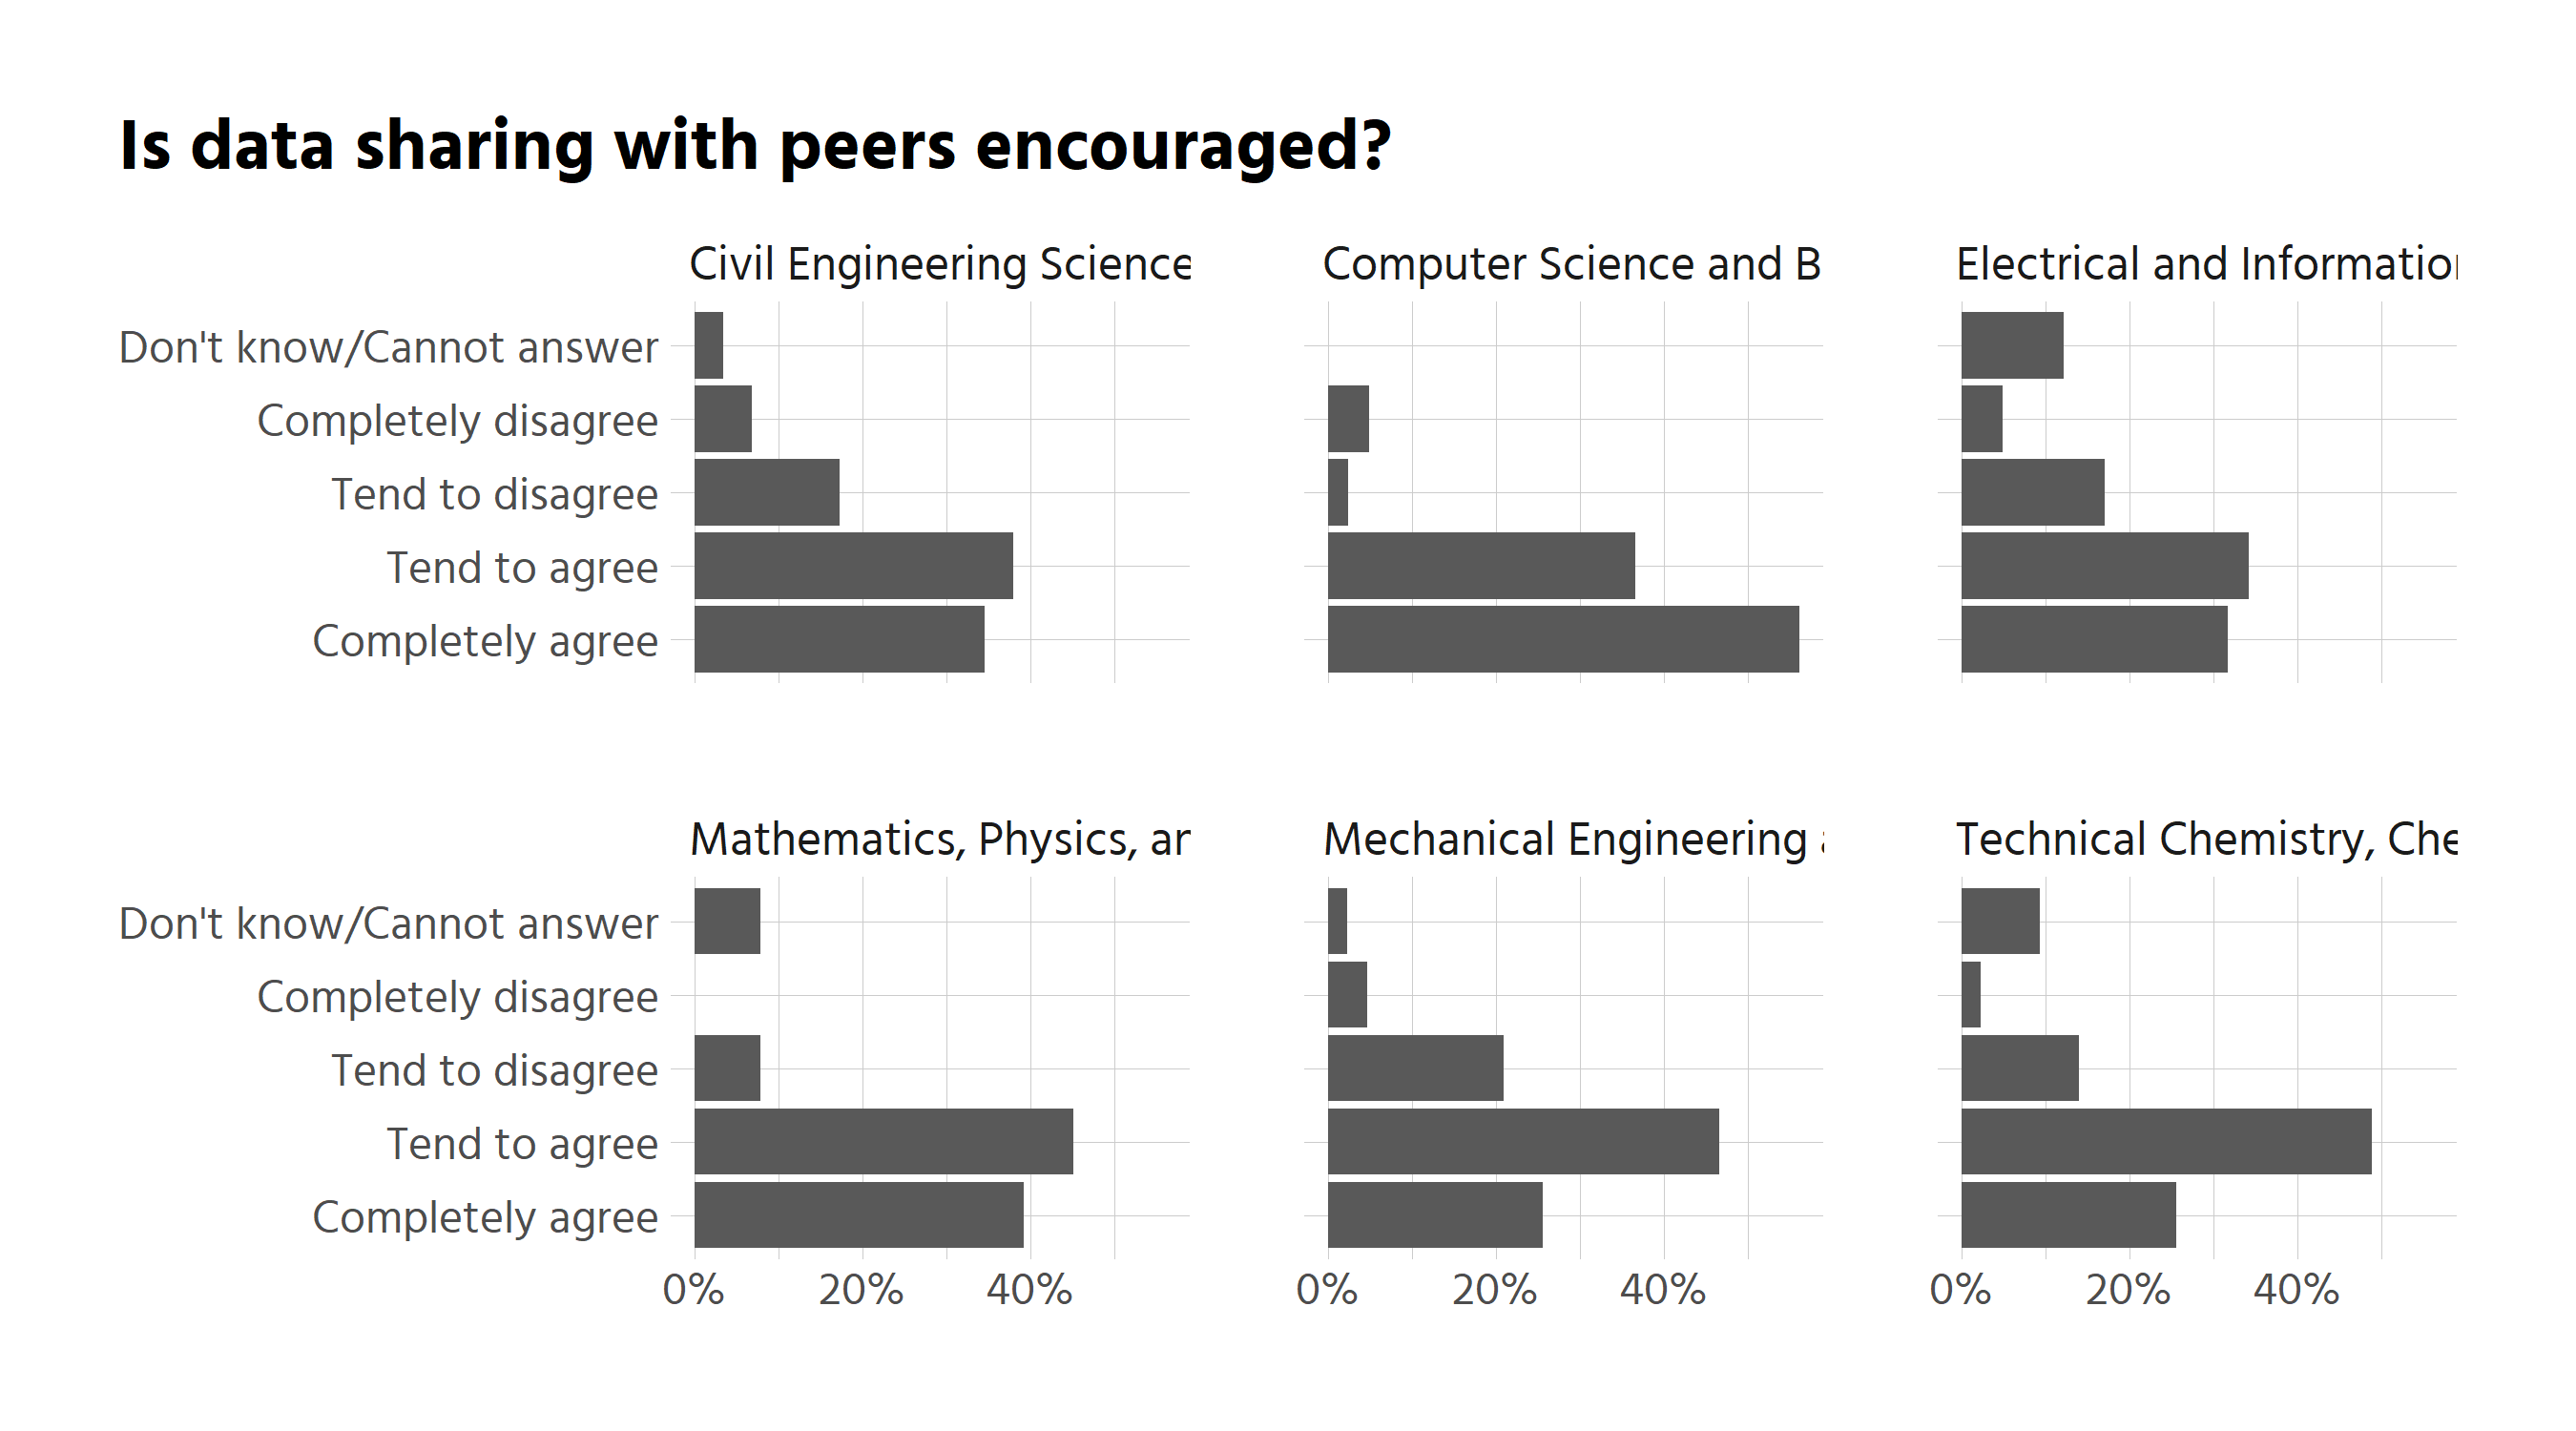 Is data sharing with peers encouraged?
Civil Engineering Science
Computer Science and B
Electrical and Information
Don't know/Cannot answer
Completely disagree
Tend to disagree
Tend to agree
Completely agree
Mathematics, Physics, an
Mechanical Engineering a
Technical Chemistry, Che
Don't know/Cannot answer
Completely disagree
Tend to disagree
Tend to agree
Completely agree
0% 20% 40%
0% 20% 40%
0% 20% 40%